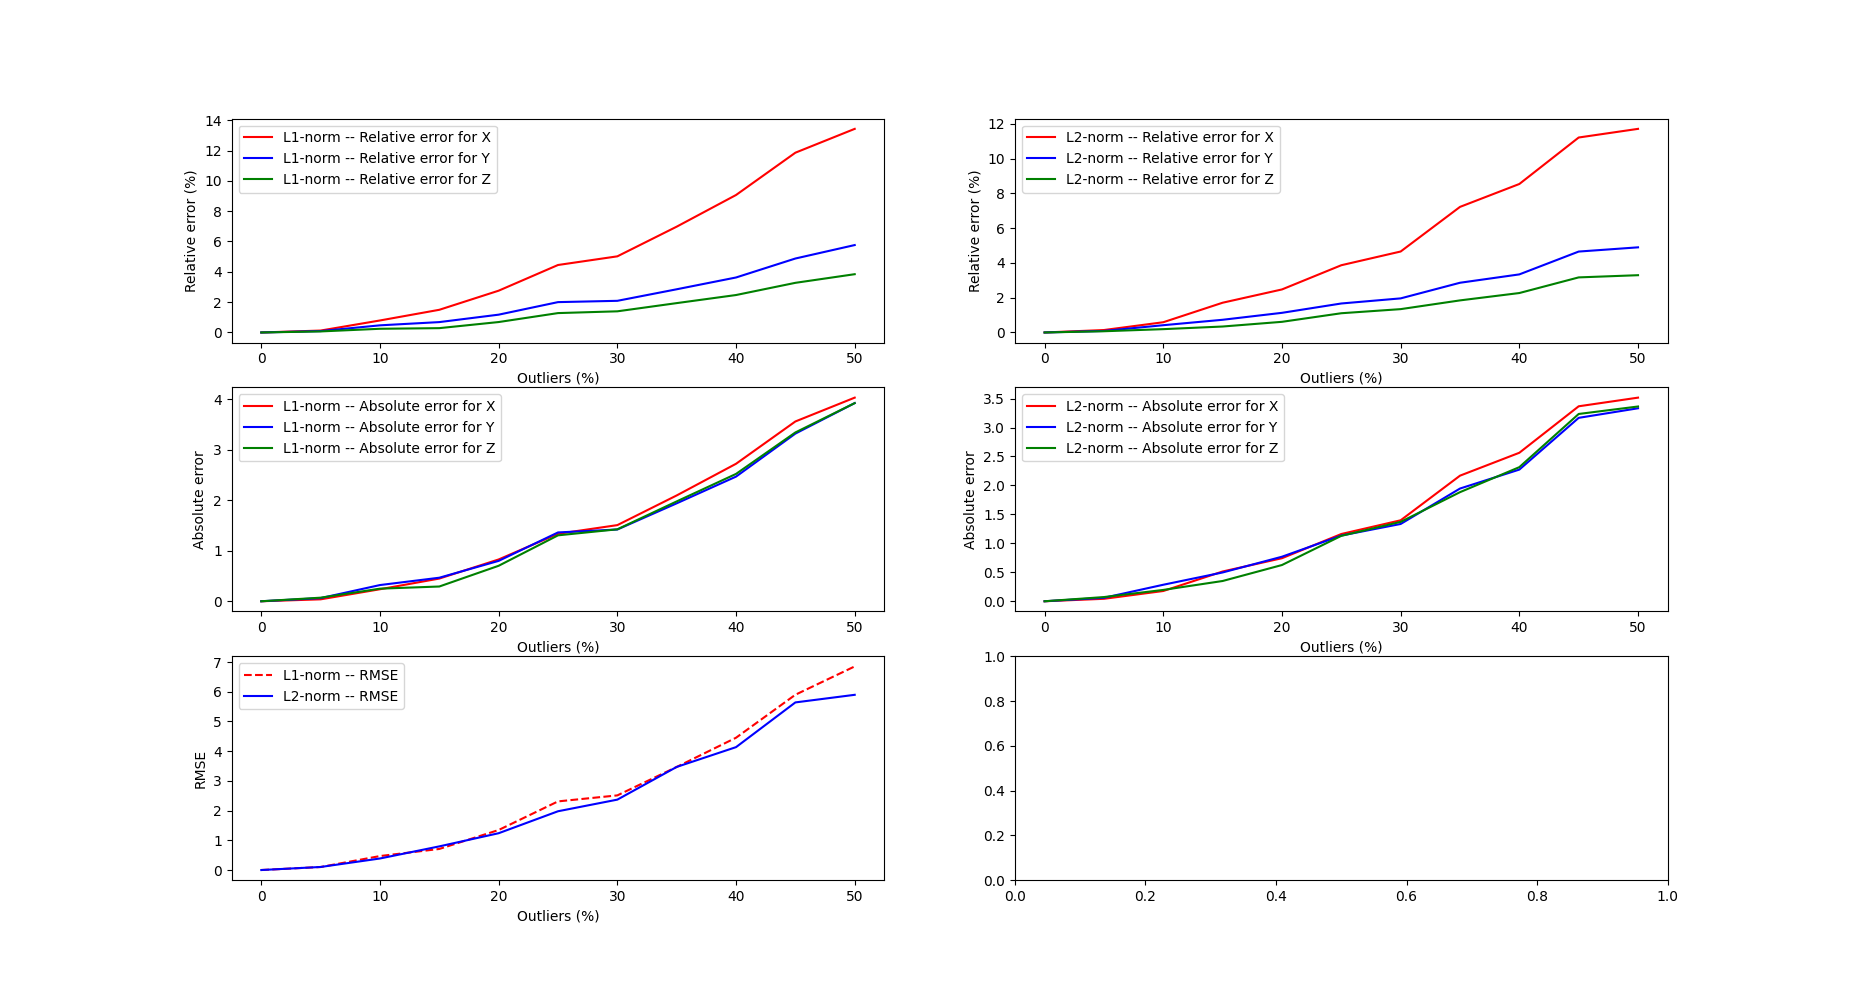 14
12
10
8
6
4
2
0
Relative error (%)
L1-norm -- Relative error for X
L1-norm -- Relative error for Y
L1-norm -- Relative error for Z
0 10 20 30 40 50
Outliers (%)
12
10
8
6
4
2
0
Relative error (%)
L2-norm -- Relative error for X
L2-norm -- Relative error for Y
L2-norm -- Relative error for Z
0 10 20 30 40 50
Outliers (%)
4
3
2
1
0
Absolute error
L1-norm -- Absolute error for X
L1-norm -- Absolute error for Y
L1-norm -- Absolute error for Z
0 10 20 30 40 50
Outliers (%)
3.5
3.0
2.5
2.0
1.5
1.0
0.5
0.0
Absolute error
L2-norm -- Absolute error for X
L2-norm -- Absolute error for Y
L2-norm -- Absolute error for Z
0 10 20 30 40 50
Outliers (%)
7
6
5
4
3
2
1
0
RMSE
L1-norm -- RMSE
L2-norm -- RMSE
0 10 20 30 40 50
Outliers (%)
1.0
0.8
0.6
0.4
0.2
0.0
0.0 0.2 0.4 0.6 0.8 1.0